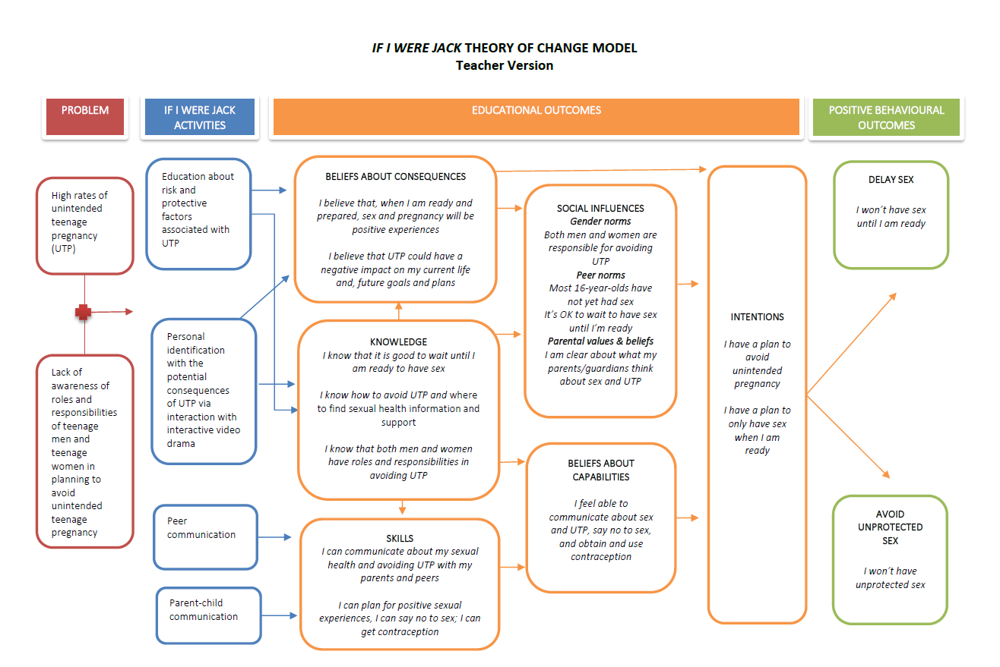 IF I WERE JACK THEORY OF CHANGE MODEL
Teacher Version
PROBLEM
IF I WERE JACK
ACTIVITIES
EDUCATIONAL OUTCOMES
POSITIVE BEHAVIOURAL
OUTCOMES
High rates of
unintended
teenage
pregnancy
(UTP)
Lack of
awareness of
roles and
responsibilities
of teenage
men and
teenage
women in
planning to
avoid
unintended
teenage
pregnancy
Education about
risk and
protective
factors
associated with
UTP
Personal
identification
with the
potential
consequences
of UTP via
interaction with
interactive video
drama
Peer
communication
Parent-child
communication
BELIEFS ABOUT CONSEQUENCES
I believe that, when I am ready and
prepared, sex and pregnancy will be
positive experiences
I believe that UTP could have a
negative impact on my current life
and, future goals and plans
KNOWLEDGE
I know that it is good to wait until I
am ready to have sex
I know how to avoid UTP and where
to find sexual health information and
support
I know that both men and women
have roles and responsibilities in
avoiding UTP
SKILLS
I can communicate about my sexual
health and avoiding UTP with my
parents and peers
I can plan for positive sexual
experiences, I can say no to sex; I can
get contraception
SOCIAL INFLUENCES
Gender norms
Both men and women are
responsible for avoiding
UTP
Peer norms
Most 16-year-olds have
not yet had sex
It's OK to wait to have sex
until I'm ready
Parental values & beliefs
I am clear about what my
parents/guardians think
about sex and UTP
BELIEFS ABOUT
CAPABILITIES
I feel able to
communicate about sex
and UTP, say no to sex,
and obtain and use
contraception
INTENTIONS
I have a plan to
avoid
unintended
pregnancy
I have a plan to
only have sex
when I am
ready
DELAY SEX
I won't have sex
until I am ready
AVOID
UNPROTECTED
SEX
I won't have
unprotected sex